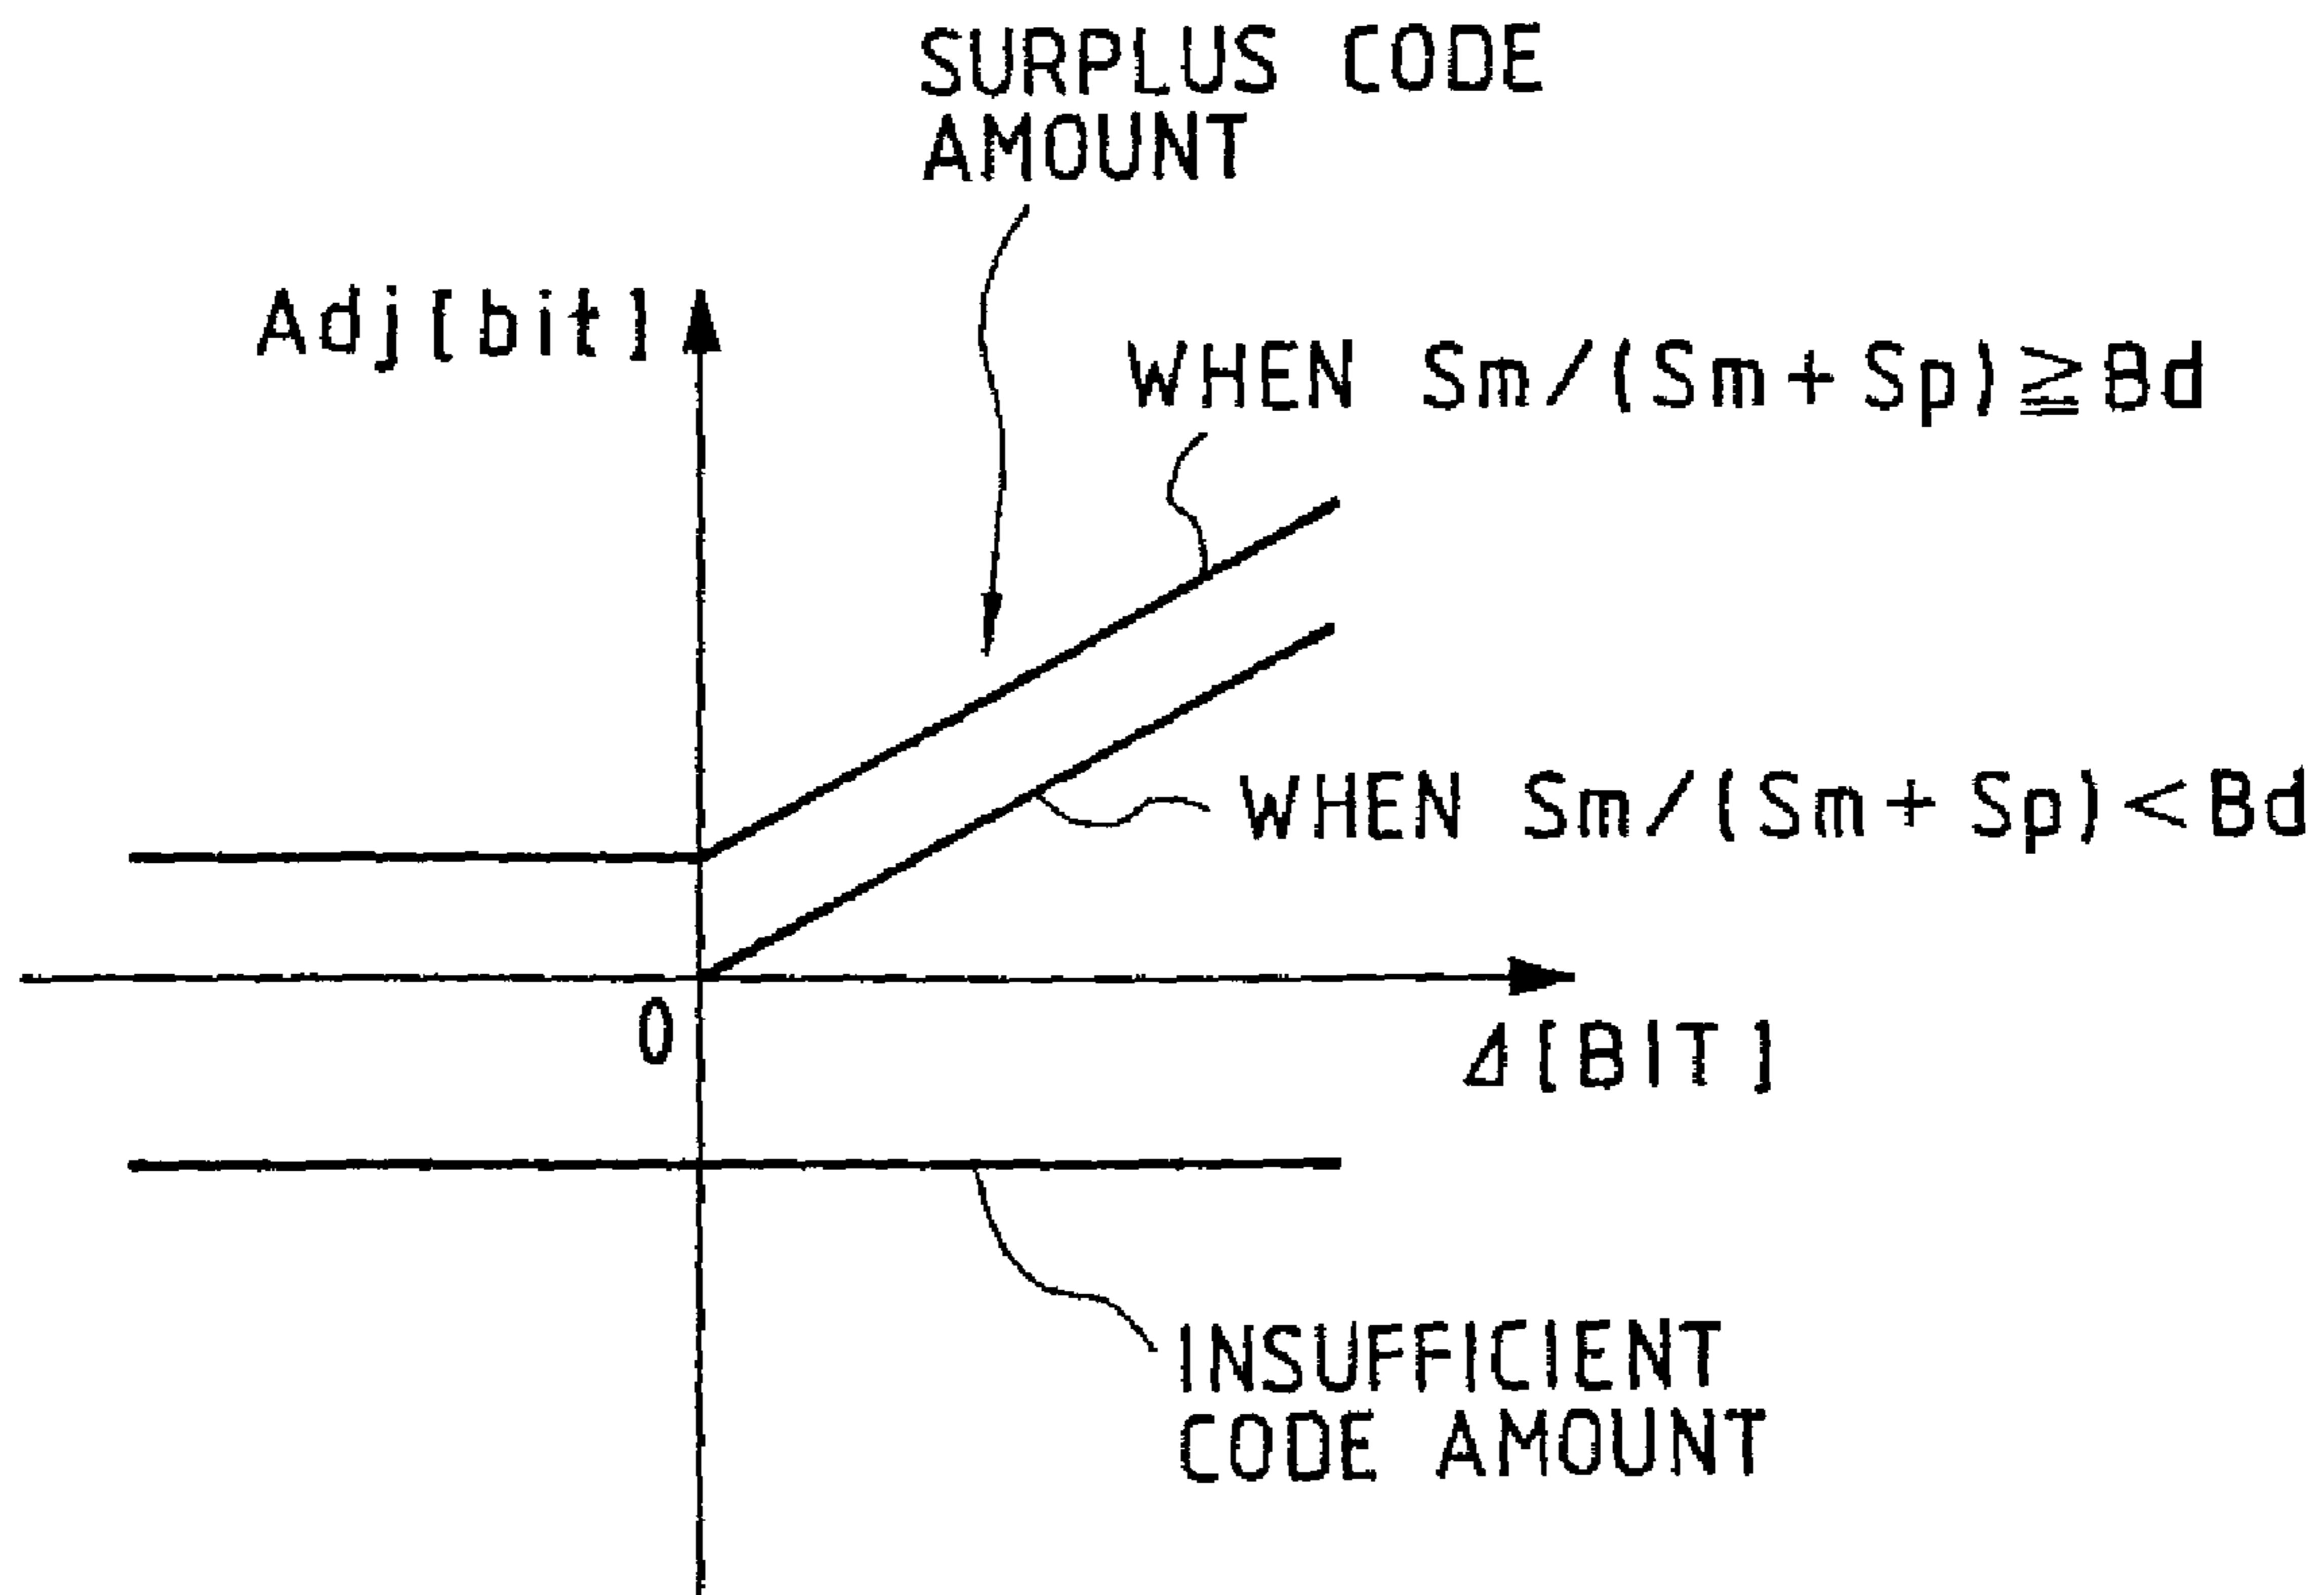 SURPLUS CODE
AMOUNT
Adj[bit]
WHEN Sm/(Sm+Sp)≧Bd
WHEN Sm/(Sm+Sp)<Bd
0
Δ[BIT]
INSUFFICIENT
CODE AMOUNT